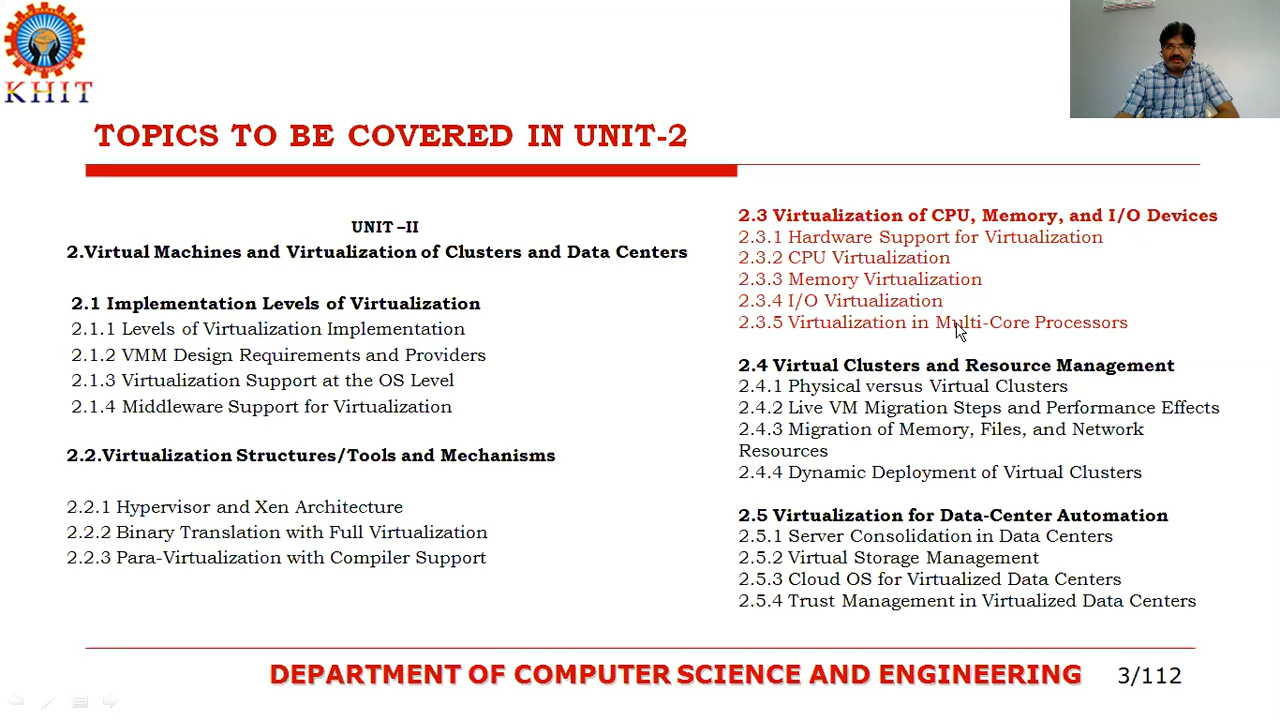 KHIT
TOPICS TO BE COVERED IN UNIT-2
UNIT –II
2.Virtual Machines and Virtualization of Clusters and Data Centers
2.1 Implementation Levels of Virtualization
2.1.1 Levels of Virtualization Implementation
2.1.2 VMM Design Requirements and Providers
2.1.3 Virtualization Support at the OS Level
2.1.4 Middleware Support for Virtualization
2.2.Virtualization Structures/Tools and Mechanisms
2.2.1 Hypervisor and Xen Architecture
2.2.2 Binary Translation with Full Virtualization
2.2.3 Para-Virtualization with Compiler Support
2.3 Virtualization of CPU, Memory, and I/O Devices
2.3.1 Hardware Support for Virtualization
2.3.2 CPU Virtualization
2.3.3 Memory Virtualization
2.3.4 I/O Virtualization
2.3.5 Virtualization in Multi-Core Processors
2.4 Virtual Clusters and Resource Management
2.4.1 Physical versus Virtual Clusters
2.4.2 Live VM Migration Steps and Performance Effects
2.4.3 Migration of Memory, Files, and Network
Resources
2.4.4 Dynamic Deployment of Virtual Clusters
2.5 Virtualization for Data-Center Automation
2.5.1 Server Consolidation in Data Centers
2.5.2 Virtual Storage Management
2.5.3 Cloud OS for Virtualized Data Centers
2.5.4 Trust Management in Virtualized Data Centers
DEPARTMENT OF COMPUTER SCIENCE AND ENGINEERING
3/112